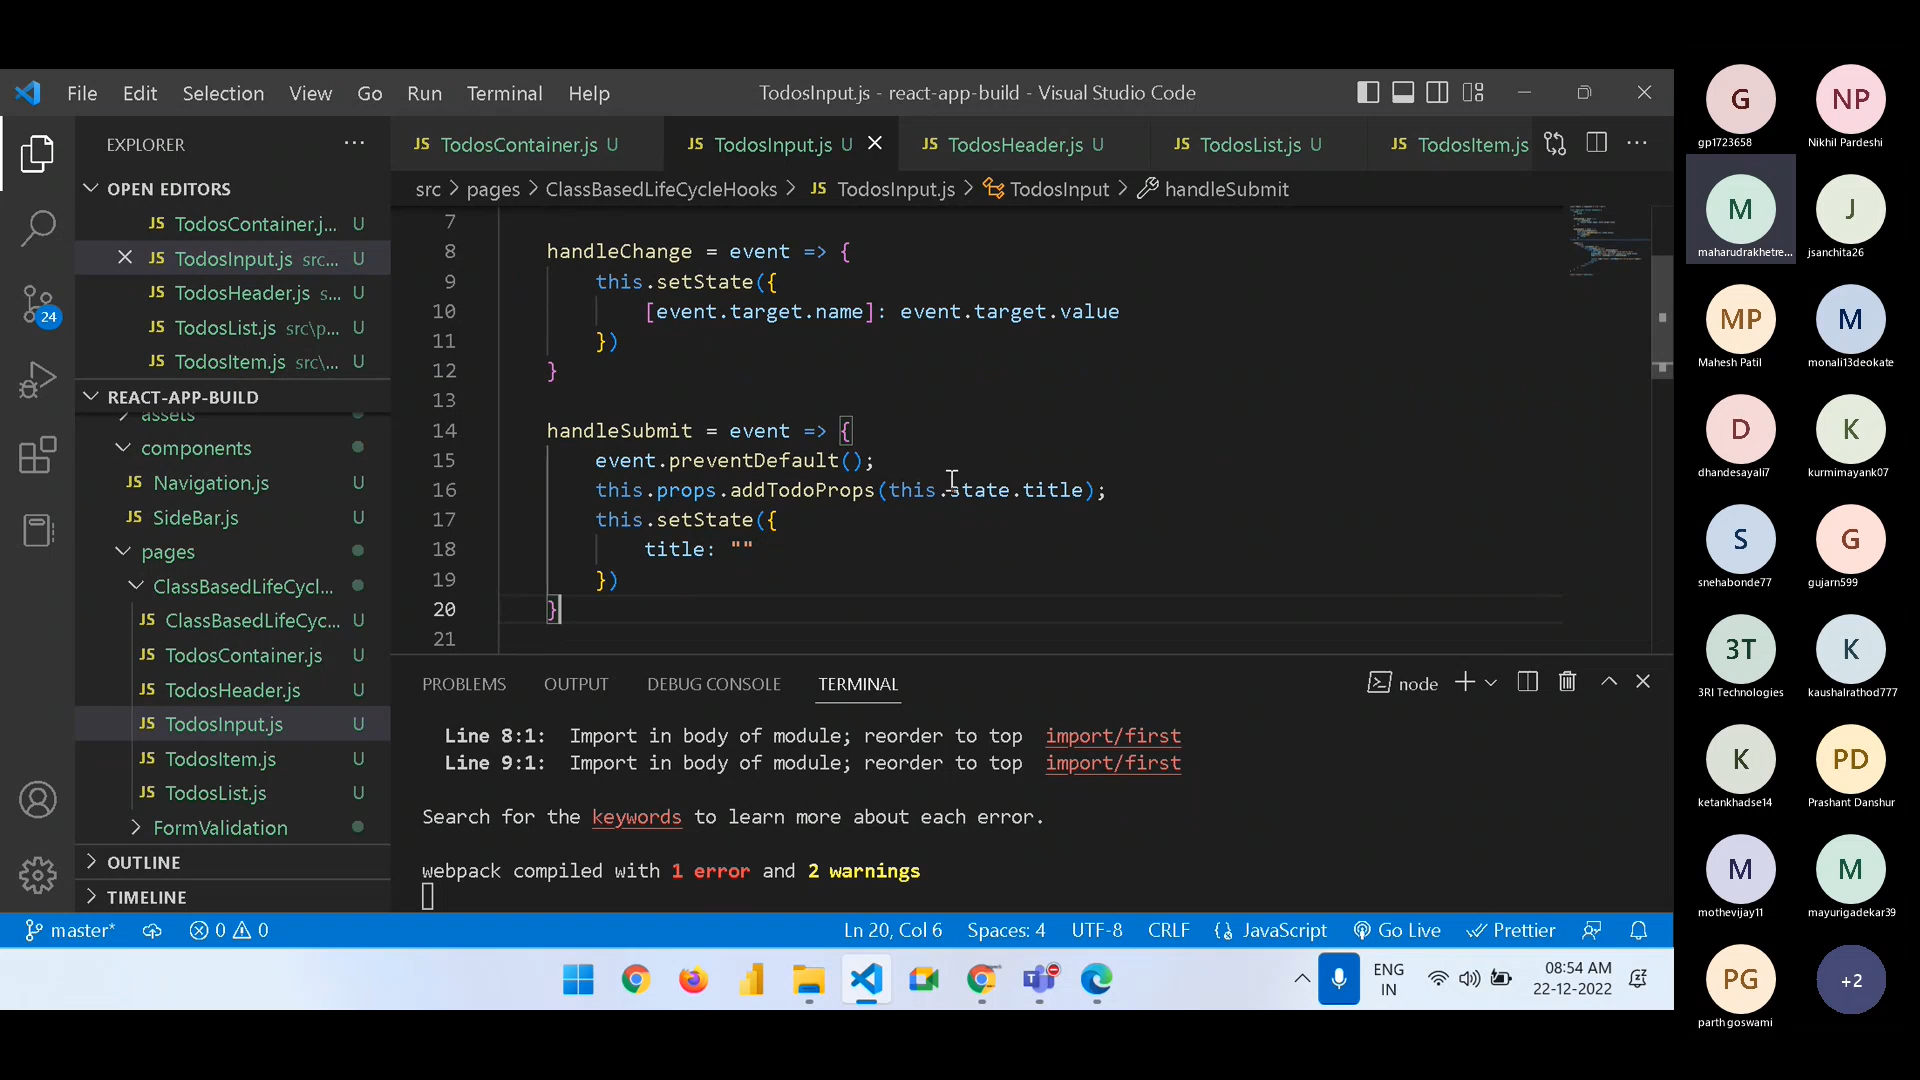 File Edit Selection View Go Run Terminal Help TodosInput.js - react-app-build - Visual Studio Code
EXPLORER
OPEN EDITORS
JS TodosContainer.j... U
JS TodosInput.js src... U
JS TodosHeader.js s... U
JS TodosList.js src\p... U
JS TodosItem.js src\... U
REACT-APP-BUILD
assets
components
Navigation.js U
SideBar.js U
pages
ClassBasedLifeCycl...
JS ClassBasedLifeCyc... U
JS TodosContainer.js U
JS TodosHeader.js U
JS TodosInput.js U
JS TodosItem.js U
JS TodosList.js U
FormValidation
OUTLINE
TIMELINE
24
JS TodosContainer.js U JS TodosInput.js U JS TodosHeader.js U JS TodosList.js U JS TodosItem.js
src > pages > ClassBasedLifeCycleHooks > JS TodosInput.js > TodosInput > handleSubmit
7
8 handleChange = event => {
9 this.setState({
10 [event.target.name]: event.target.value
11 })
12 }
13
14 handleSubmit = event => {
15 event.preventDefault();
16 this.props.addTodoProps(this.state.title);
17 this.setState({
18 title: ""
19 })
20 }
21
PROBLEMS OUTPUT DEBUG CONSOLE TERMINAL node
Line 8:1: Import in body of module; reorder to top import/first
Line 9:1: Import in body of module; reorder to top import/first
Search for the keywords to learn more about each error.
webpack compiled with 1 error and 2 warnings
master* 0 0 Ln 20, Col 6 Spaces: 4 UTF-8 CRLF JavaScript Go Live Prettier
ENG
IN
08:54 AM
22-12-2022
G NP
gp1723658 Nikhil Pardeshi
M J
maharudrakhetre... jsanchita26
MP M
Mahesh Patil monali13deokate
D K
dhandesayali7 kurmimayank07
S G
snehabonde77 gujarn599
3T K
3RI Technologies kaushalrathod777
K PD
ketankhadse14 Prashant Danshur
M M
mothevijay11 mayurigadekar39
PG +2
parth goswami